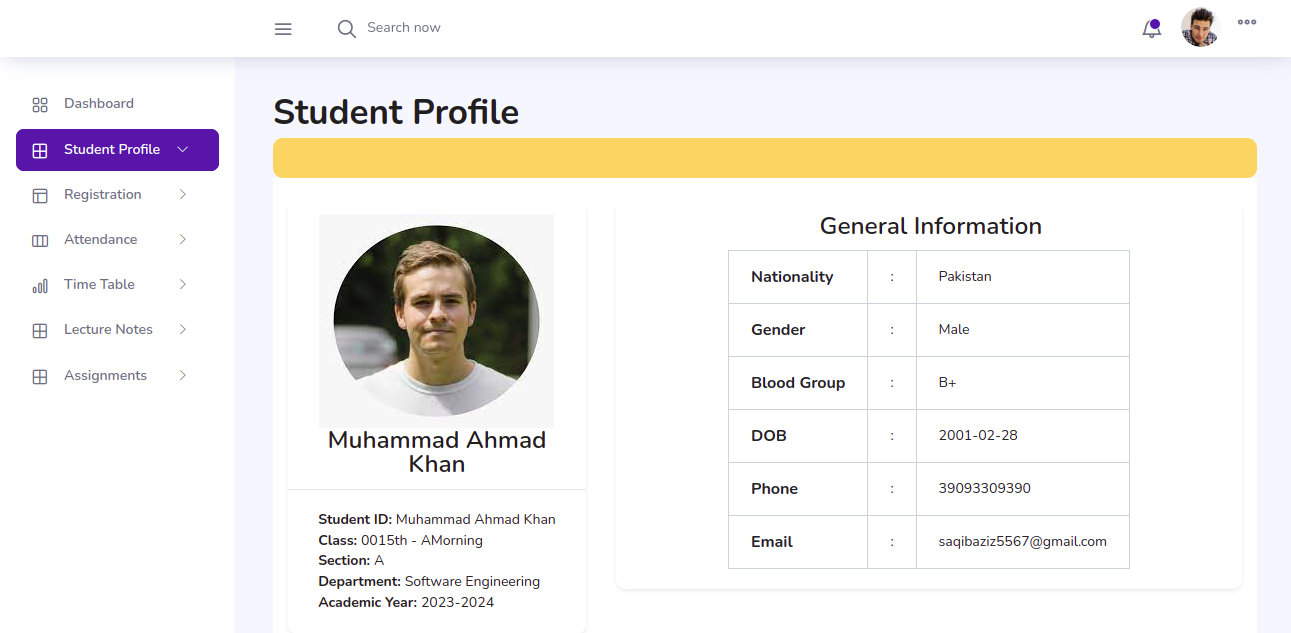 Search now
Dashboard
Student Profile
Registration
Attendance
Time Table
Lecture Notes
Assignments
Student Profile
Muhammad Ahmad
Khan
Student ID: Muhammad Ahmad Khan
Class: 0015th - AMorning
Section: A
Department: Software Engineering
Academic Year: 2023-2024
General Information
Nationality : Pakistan
Gender : Male
Blood Group : B+
DOB : 2001-02-28
Phone : 39093309390
Email : saqibaziz5567@gmail.com